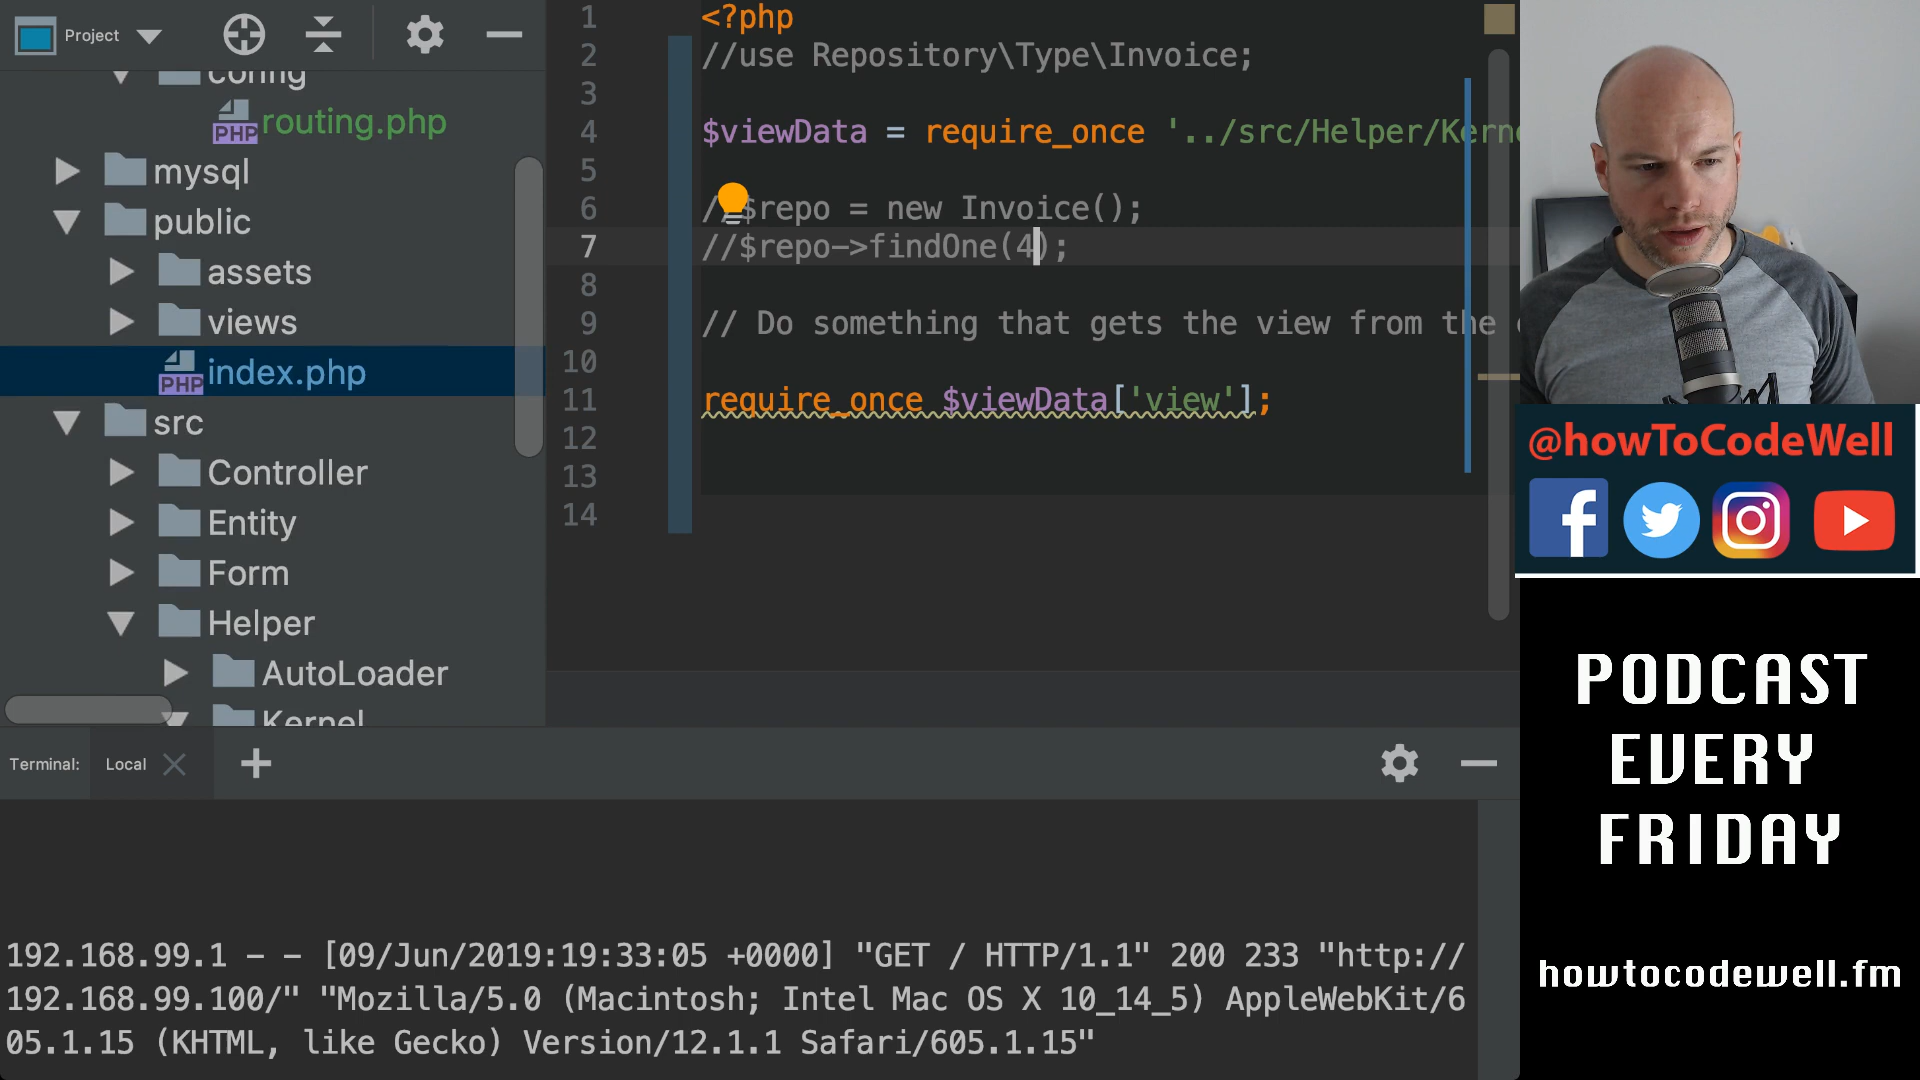 Project
config
PHP routing.php
mysql
public
assets
views
PHP index.php
src
Controller
Entity
Form
Helper
AutoLoader
Kernel
1 <?php
2 //use Repository\Type\Invoice;
3
4 $viewData = require_once '../src/Helper/Kerne
5
6 //$repo = new Invoice();
7 //$repo->findOne(4);
8
9 // Do something that gets the view from the
10
11 require_once $viewData['view'];
12
13
14
Terminal: Local
192.168.99.1 - - [09/Jun/2019:19:33:05 +0000] "GET / HTTP/1.1" 200 233 "http://
192.168.99.100/" "Mozilla/5.0 (Macintosh; Intel Mac OS X 10_14_5) AppleWebKit/6
05.1.15 (KHTML, like Gecko) Version/12.1.1 Safari/605.1.15"
@howToCodeWell
PODCAST
EVERY
FRIDAY
howtocodewell.fm